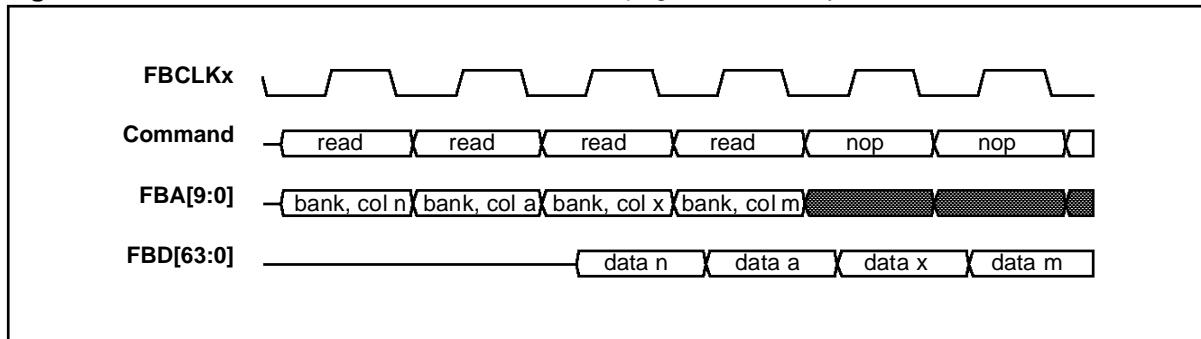 FBCLKx
Command read read read read nop nop
FBA[9:0] bank, col n bank, col a bank, col x bank, col m
FBD[63:0] data n data a data x data m